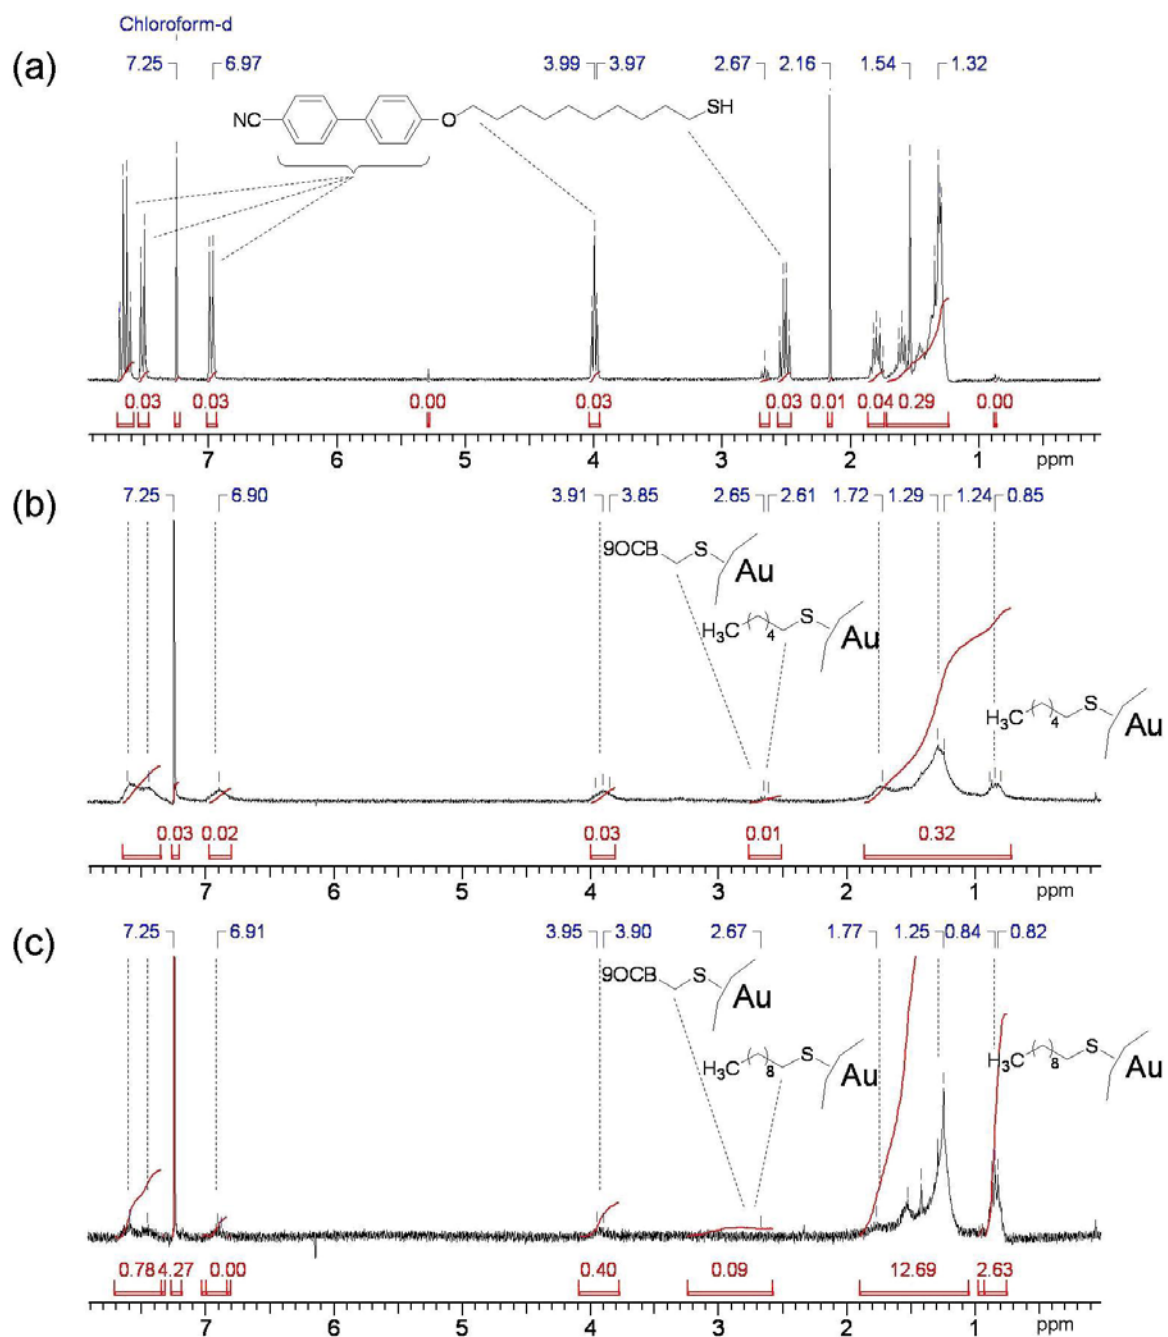 Chloroform-d
(a)
7.25 6.97 3.99 3.97 2.67 2.16 1.54 1.32
NC O SH
0.03 0.03 0.00 0.03 0.03 0.01 0.04 0.29 0.00
7 6 5 4 3 2 1 ppm
(b)
7.25 6.90 3.91 3.85 2.65 2.61 1.72 1.29 1.24 0.85
9OCB S Au
H₃C ( )₄ S Au
H₃C ( )₄ S Au
0.03 0.02 0.03 0.01 0.32
7 6 5 4 3 2 1 ppm
(c)
7.25 6.91 3.95 3.90 2.67 1.77 1.25 0.84 0.82
9OCB S Au
H₃C ( )₈ S Au
H₃C ( )₈ S Au
0.78 4.27 0.00 0.40 0.09 12.69 2.63
7 6 5 4 3 2 1 ppm